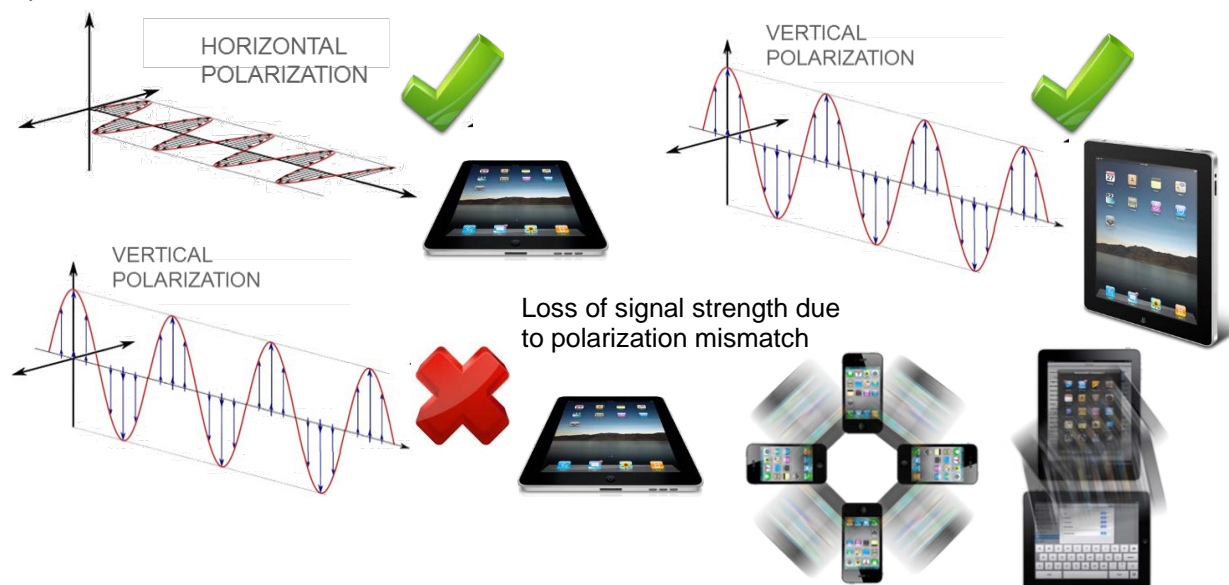 HORIZONTAL
POLARIZATION
VERTICAL
POLARIZATION
VERTICAL
POLARIZATION
Loss of signal strength due
to polarization mismatch